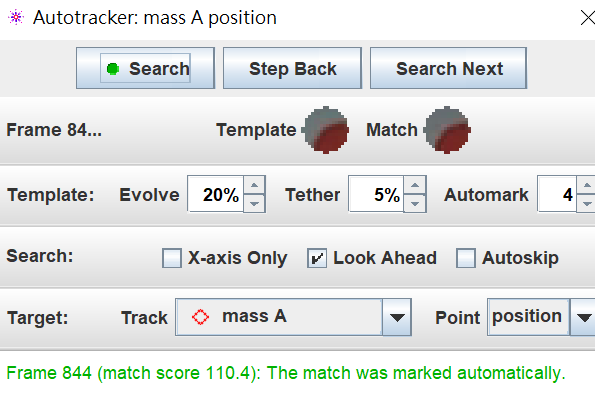 Autotracker: mass A position
Search Step Back Search Next
Frame 84... Template Match
Template: Evolve 20% Tether 5% Automark 4
Search: X-axis Only Look Ahead Autoskip
Target: Track mass A Point position
Frame 844 (match score 110.4): The match was marked automatically.